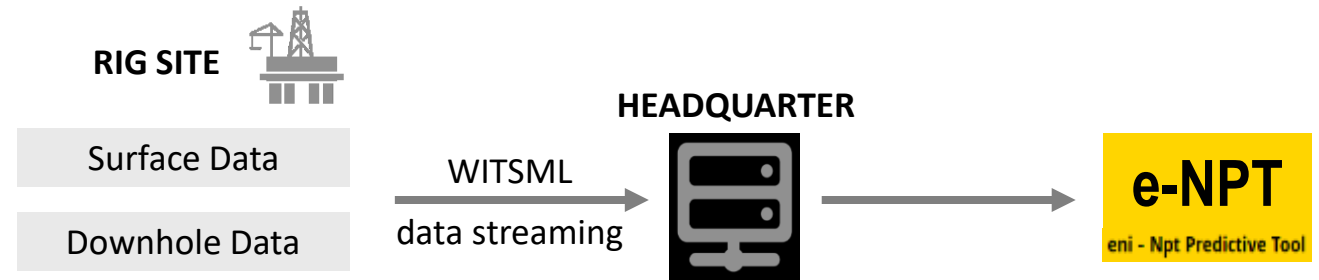 RIG SITE
Surface Data
Downhole Data
WITSML
data streaming
HEADQUARTER
e-NPT
eni - Npt Predictive Tool